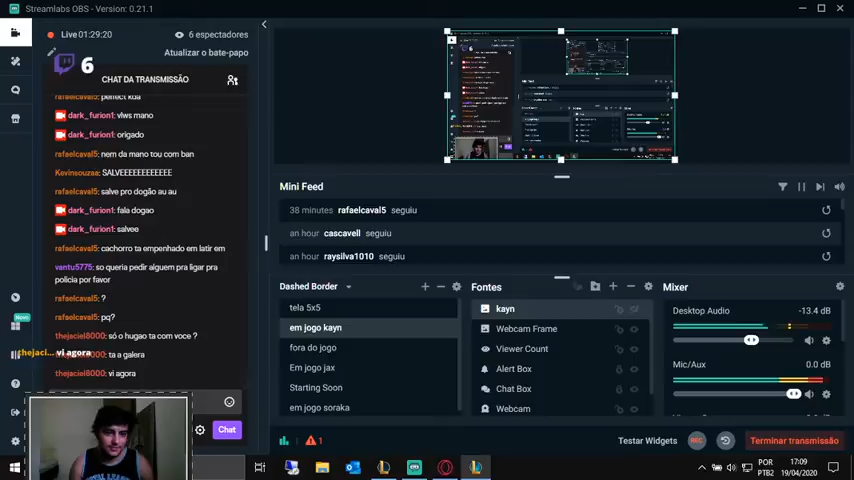 Streamlabs OBS - Version: 0.21.1
Live 01:29:20
6 espectadores
Atualizar o bate-papo
6
CHAT DA TRANSMISSÃO
rafaelcaval5: perfect kda
dark_furion1: vlws mano
dark_furion1: origado
rafaelcaval5: nem da mano tou com ban
Kevinsouzaa: SALVEEEEEEEEEEE
rafaelcaval5: salve pro dogão au au
dark_furion1: fala dogao
dark_furion1: salvee
rafaelcaval5: cachorro ta empenhado em latir em
vantu5775: so queria pedir alguem pra ligar pra
policia por favor
rafaelcaval5: ?
rafaelcaval5: pq?
thejaciel8000: só o hugao ta com voce ?
thejaciel8000: ta a galera
thejaciel8000: vi agora
thejaci... vi agora
New
Chat
Mini Feed
38 minutes rafaelcaval5 seguiu
an hour cascavell seguiu
an hour raysilva1010 seguiu
Dashed Border
tela 5x5
em jogo kayn
fora do jogo
Em jogo jax
Starting Soon
em jogo soraka
Fontes
kayn
Webcam Frame
Viewer Count
Alert Box
Chat Box
Webcam
Mixer
Desktop Audio -13.4 dB
Mic/Aux 0.0 dB
1
Testar Widgets
REC
Terminar transmissão
POR
PTB2
17:09
19/04/2020